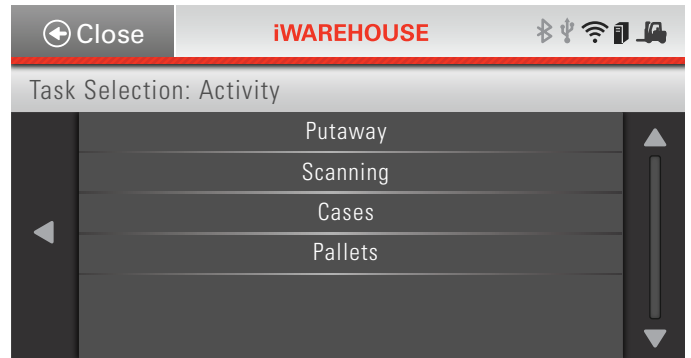 Close
iWAREHOUSE
Task Selection: Activity
Putaway
Scanning
Cases
Pallets